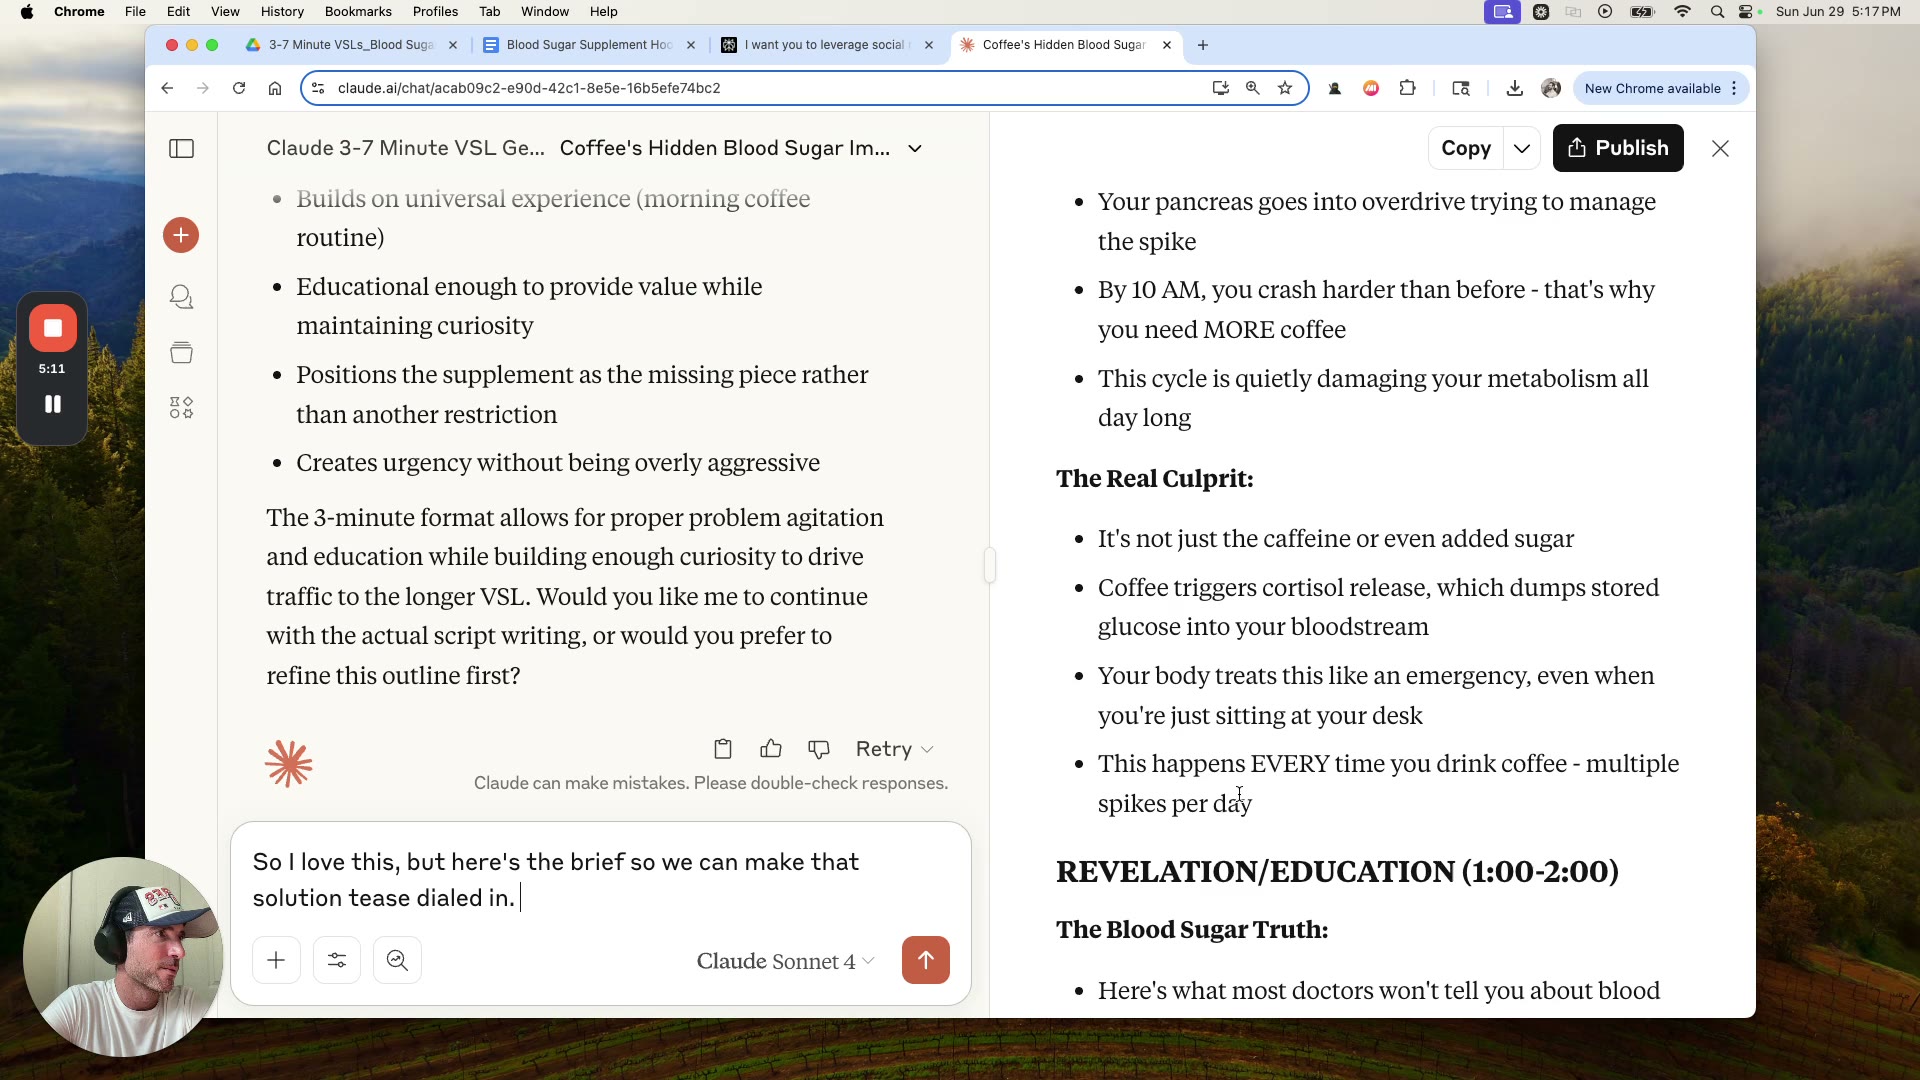 Chrome File Edit View History Bookmarks Profiles Tab Window Help Sun Jun 29 5:17 PM
3-7 Minute VSLs_Blood Suga
Blood Sugar Supplement Hoo
I want you to leverage social
Coffee's Hidden Blood Sugar
claude.ai/chat/acab09c2-e90d-42c1-8e5e-16b5efe74bc2
New Chrome available
Claude 3-7 Minute VSL Ge... Coffee's Hidden Blood Sugar Im...
Copy
Publish
5:11
• Builds on universal experience (morning coffee
routine)
• Educational enough to provide value while
maintaining curiosity
• Positions the supplement as the missing piece rather
than another restriction
• Creates urgency without being overly aggressive
The 3-minute format allows for proper problem agitation
and education while building enough curiosity to drive
traffic to the longer VSL. Would you like me to continue
with the actual script writing, or would you prefer to
refine this outline first?
Retry
Claude can make mistakes. Please double-check responses.
So I love this, but here's the brief so we can make that
solution tease dialed in.
Claude Sonnet 4
• Your pancreas goes into overdrive trying to manage
the spike
• By 10 AM, you crash harder than before - that's why
you need MORE coffee
• This cycle is quietly damaging your metabolism all
day long
The Real Culprit:
• It's not just the caffeine or even added sugar
• Coffee triggers cortisol release, which dumps stored
glucose into your bloodstream
• Your body treats this like an emergency, even when
you're just sitting at your desk
• This happens EVERY time you drink coffee - multiple
spikes per day
REVELATION/EDUCATION (1:00-2:00)
The Blood Sugar Truth:
• Here's what most doctors won't tell you about blood